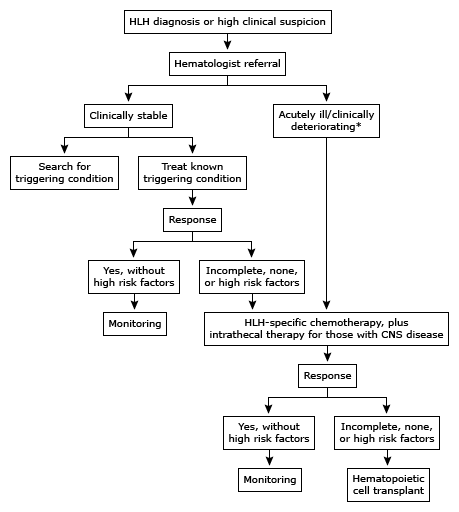 HLH diagnosis or high clinical suspicion
Hematologist referral
Clinically stable
Acutely ill/clinically
deteriorating*
Search for
triggering condition
Treat known
triggering condition
Response
Yes, without
high risk factors
Incomplete, none,
or high risk factors
Monitoring
HLH-specific chemotherapy, plus
intrathecal therapy for those with CNS disease
Response
Yes, without
high risk factors
Incomplete, none,
or high risk factors
Monitoring
Hematopoietic
cell transplant